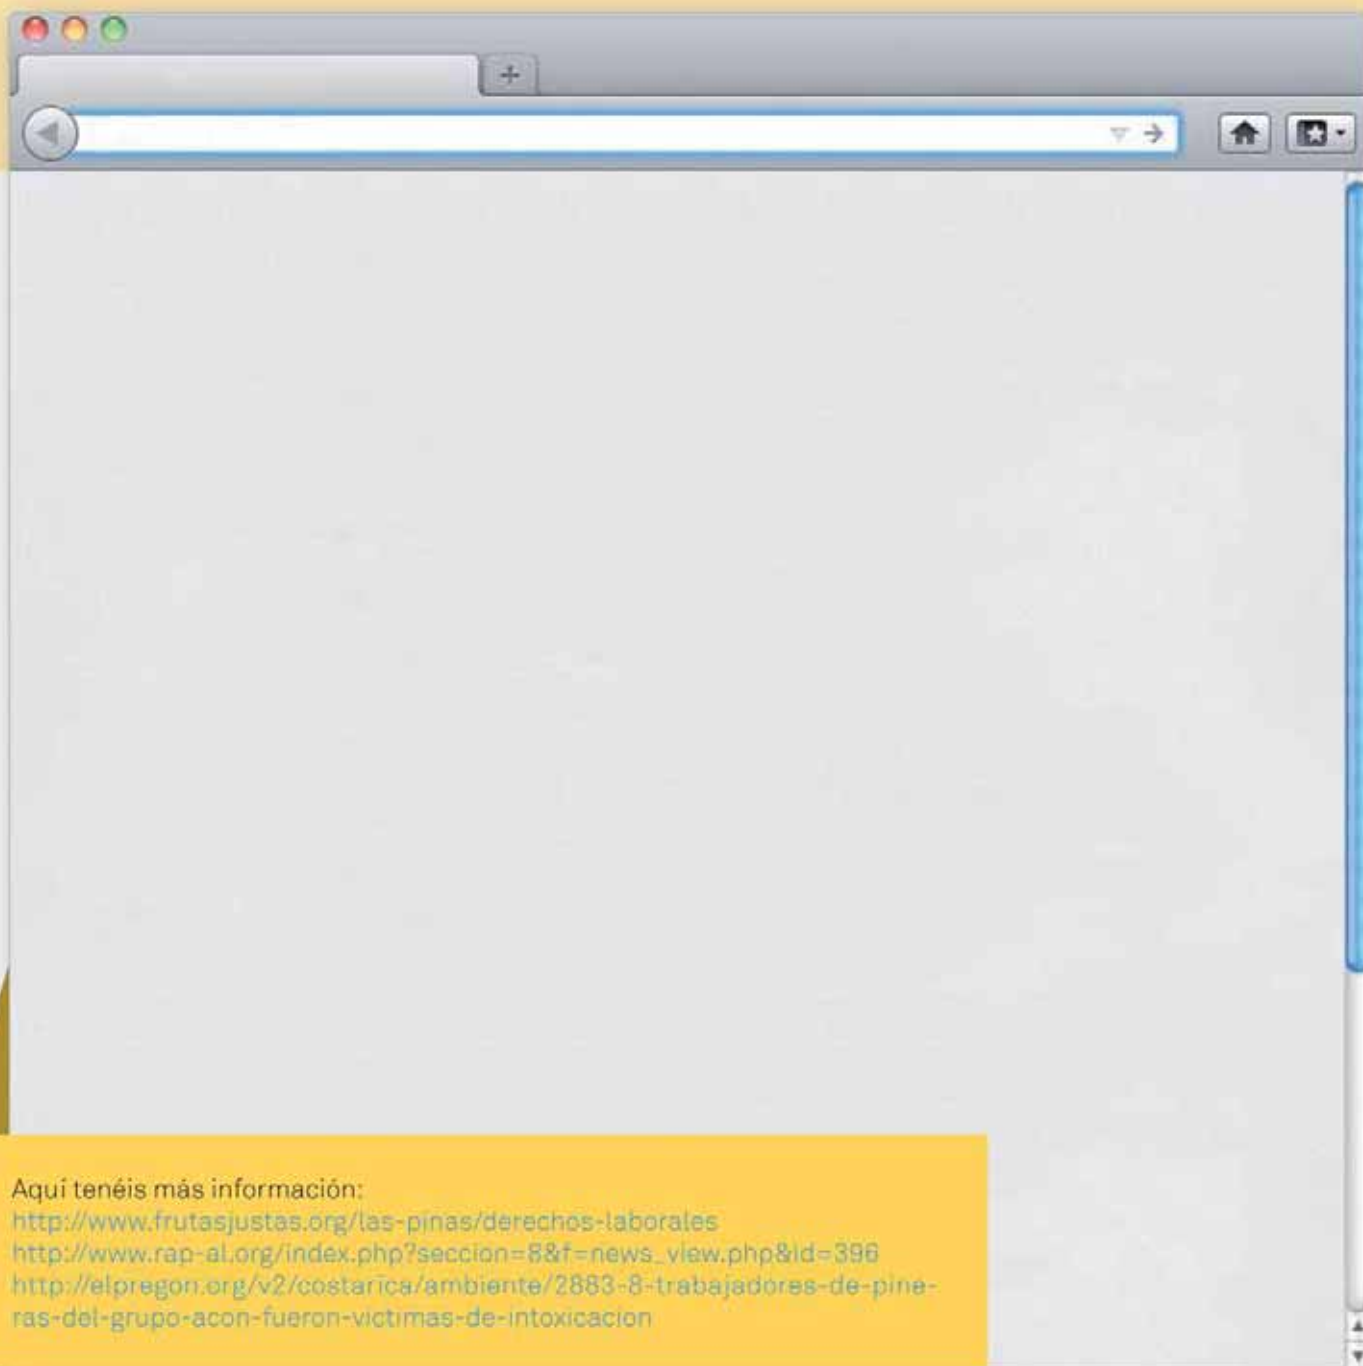 Aquí tenéis más información:
http://www.frutasjustas.org/las-pinas/derechos-laborales
http://www.rap-al.org/index.php?seccion=8&f=news_view.php&id=396
http://elpregon.org/v2/costarica/ambiente/2883-8-trabajadores-de-pine-
ras-del-grupo-acon-fueron-victimas-de-intoxicacion